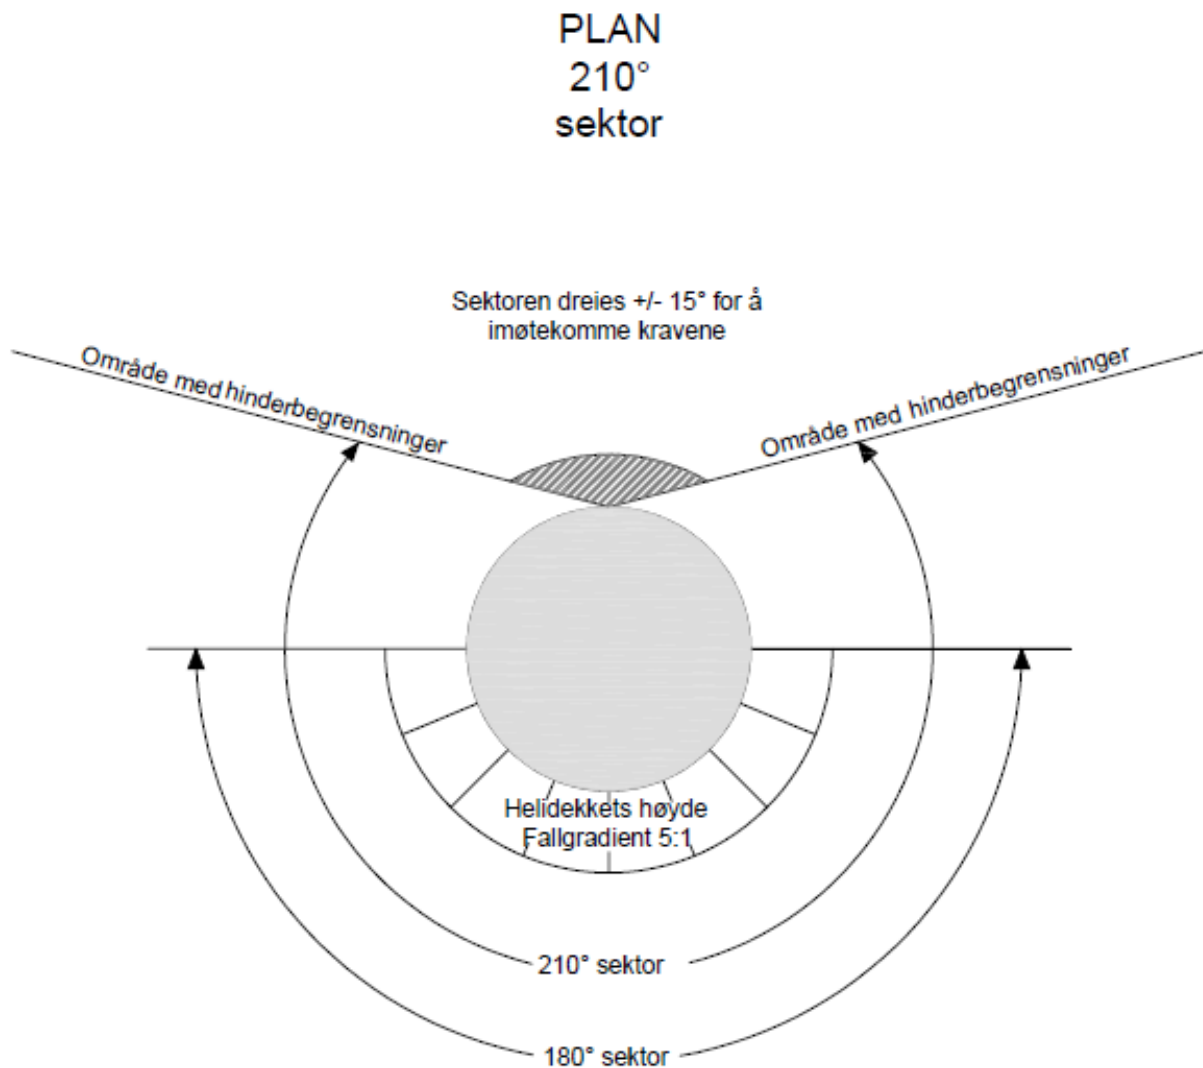 PLAN
210°
sektor
Sektoren dreies +/- 15° for å
imøtekomme kravene
Område med hinderbegrensninger
Område med hinderbegrensninger
Helidekkets høyde
Fallgradient 5:1
210° sektor
180° sektor